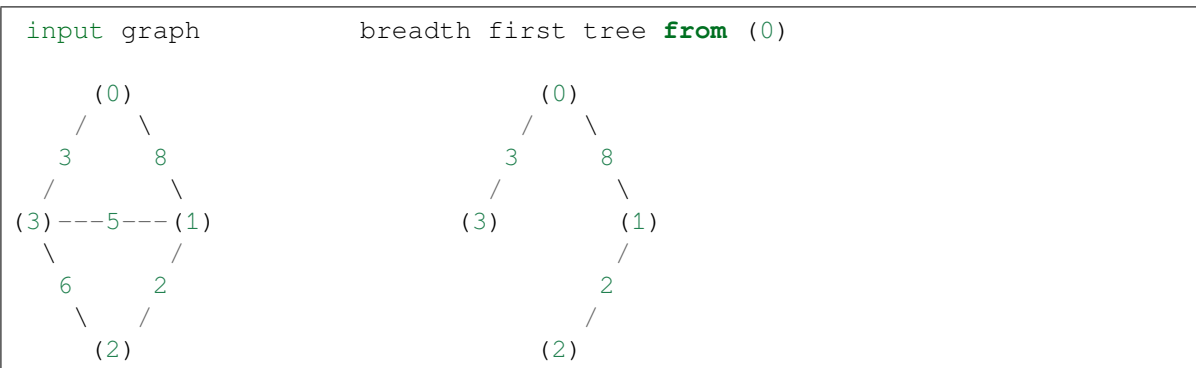 input graph             breadth first tree from (0)
     (0)                         (0)
    /   \                       /   \
   3     8                     3     8
  /       \                   /       \
(3)---5---(1)               (3)       (1)
  \       /                           /
   6     2                           2
    \   /                           /
     (2)                         (2)